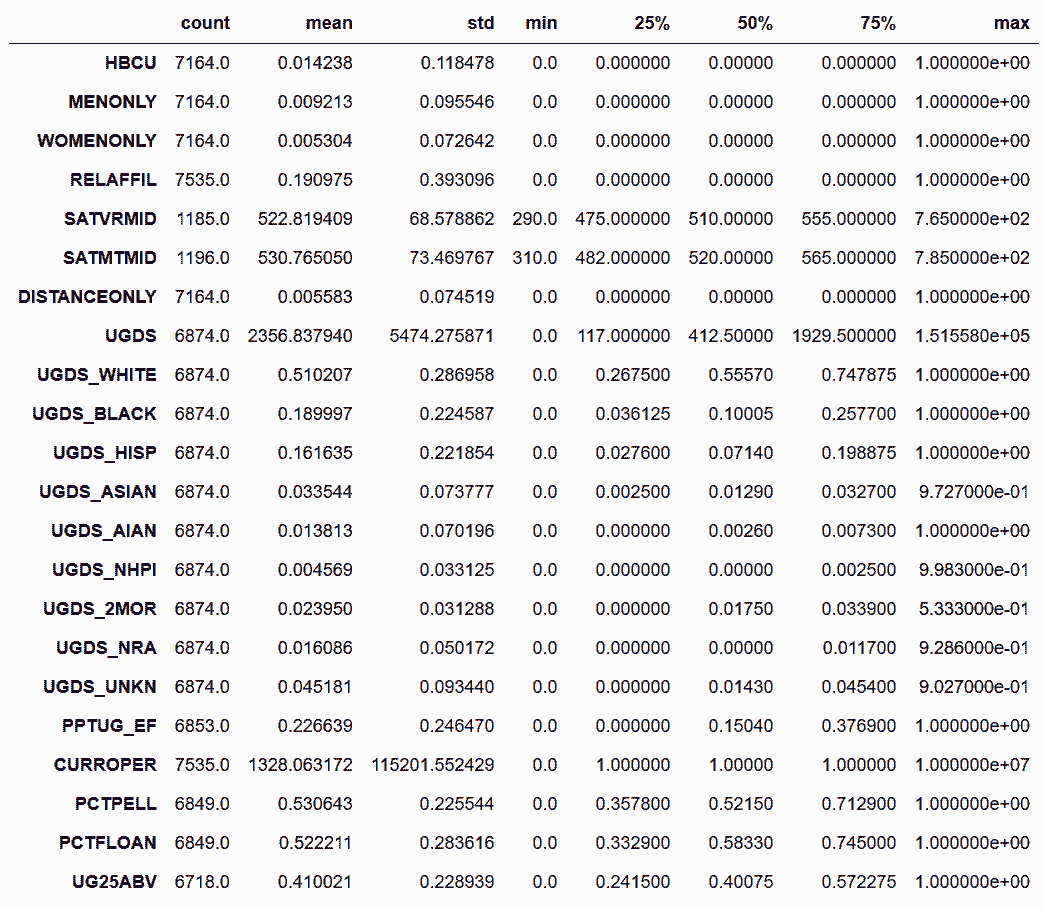 count mean std min 25% 50% 75% max
HBCU 7164.0 0.014238 0.118478 0.0 0.000000 0.00000 0.000000 1.000000e+00
MENONLY 7164.0 0.009213 0.095546 0.0 0.000000 0.00000 0.000000 1.000000e+00
WOMENONLY 7164.0 0.005304 0.072642 0.0 0.000000 0.00000 0.000000 1.000000e+00
RELAFFIL 7535.0 0.190975 0.393096 0.0 0.000000 0.00000 0.000000 1.000000e+00
SATVRMID 1185.0 522.819409 68.578862 290.0 475.000000 510.00000 555.000000 7.650000e+02
SATMTMID 1196.0 530.765050 73.469767 310.0 482.000000 520.00000 565.000000 7.850000e+02
DISTANCEONLY 7164.0 0.005583 0.074519 0.0 0.000000 0.00000 0.000000 1.000000e+00
UGDS 6874.0 2356.837940 5474.275871 0.0 117.000000 412.50000 1929.500000 1.515580e+05
UGDS_WHITE 6874.0 0.510207 0.286958 0.0 0.267500 0.55570 0.747875 1.000000e+00
UGDS_BLACK 6874.0 0.189997 0.224587 0.0 0.036125 0.10005 0.257700 1.000000e+00
UGDS_HISP 6874.0 0.161635 0.221854 0.0 0.027600 0.07140 0.198875 1.000000e+00
UGDS_ASIAN 6874.0 0.033544 0.073777 0.0 0.002500 0.01290 0.032700 9.727000e-01
UGDS_AIAN 6874.0 0.013813 0.070196 0.0 0.000000 0.00260 0.007300 1.000000e+00
UGDS_NHPI 6874.0 0.004569 0.033125 0.0 0.000000 0.00000 0.002500 9.983000e-01
UGDS_2MOR 6874.0 0.023950 0.031288 0.0 0.000000 0.01750 0.033900 5.333000e-01
UGDS_NRA 6874.0 0.016086 0.050172 0.0 0.000000 0.00000 0.011700 9.286000e-01
UGDS_UNKN 6874.0 0.045181 0.093440 0.0 0.000000 0.01430 0.045400 9.027000e-01
PPTUG_EF 6853.0 0.226639 0.246470 0.0 0.000000 0.15040 0.376900 1.000000e+00
CURROPER 7535.0 1328.063172 115201.552429 0.0 1.000000 1.00000 1.000000 1.000000e+07
PCTPELL 6849.0 0.530643 0.225544 0.0 0.357800 0.52150 0.712900 1.000000e+00
PCTFLOAN 6849.0 0.522211 0.283616 0.0 0.332900 0.58330 0.745000 1.000000e+00
UG25ABV 6718.0 0.410021 0.228939 0.0 0.241500 0.40075 0.572275 1.000000e+00